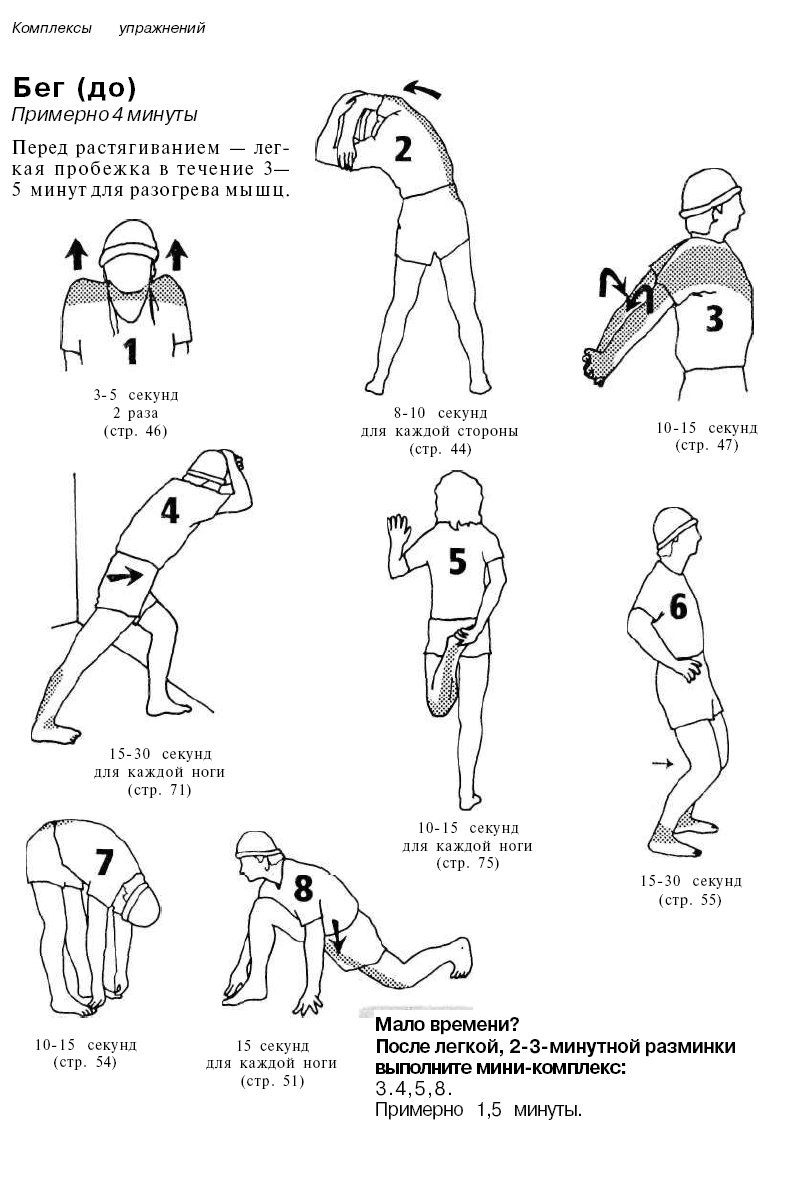 Комплексы упражнений
Бег (до)
Примерно 4 минуты
Перед растягиванием — лег-
кая пробежка в течение 3—
5 минут для разогрева мышц.
1
3-5 секунд
2 раза
(стр. 46)
2
8-10 секунд
для каждой стороны
(стр. 44)
3
10-15 секунд
(стр. 47)
4
15-30 секунд
для каждой ноги
(стр. 71)
5
10-15 секунд
для каждой ноги
(стр. 75)
6
15-30 секунд
(стр. 55)
7
10-15 секунд
(стр. 54)
8
15 секунд
для каждой ноги
(стр. 51)
Мало времени?
После легкой, 2-3-минутной разминки
выполните мини-комплекс:
3.4,5,8.
Примерно 1,5 минуты.